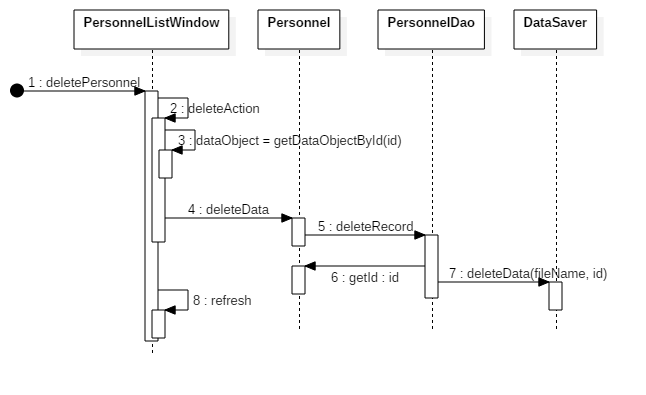 PersonnelListWindow
Personnel
PersonnelDao
DataSaver
1 : deletePersonnel
2 : deleteAction
3 : dataObject = getDataObjectById(id)
4 : deleteData
5 : deleteRecord
6 : getId : id
7 : deleteData(fileName, id)
8 : refresh